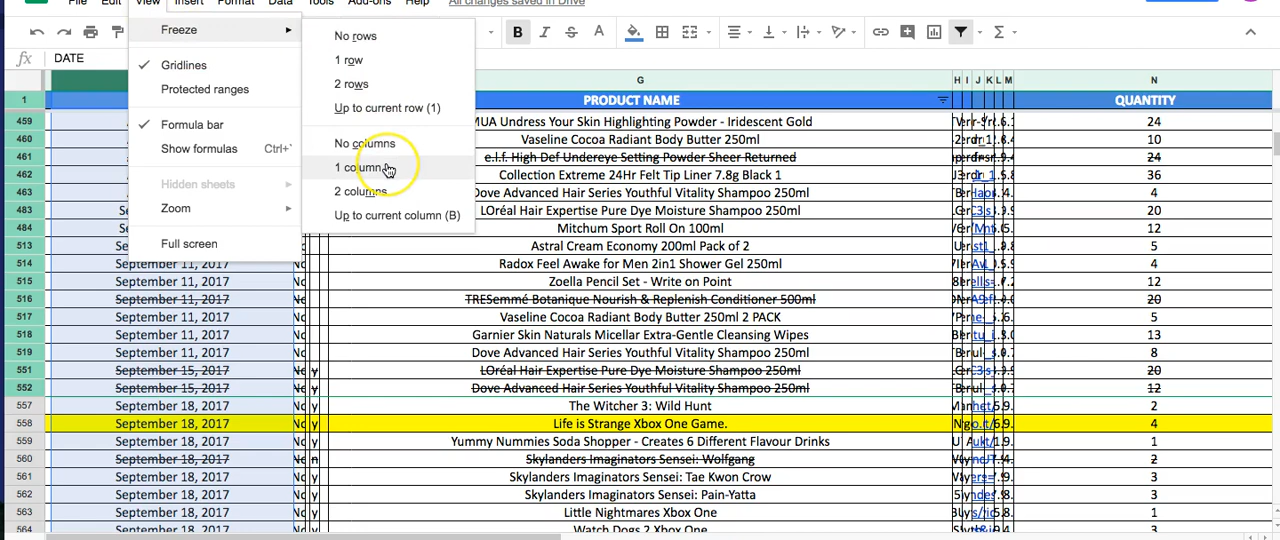 File Edit View Insert Format Data Tools Add-ons Help All changes saved in Drive
B I S A Σ
fx DATE
Freeze
Gridlines
Protected ranges
Formula bar
Show formulas Ctrl+`
Hidden sheets
Zoom
Full screen
No rows
1 row
2 rows
Up to current row (1)
No columns
1 column
2 columns
Up to current column (B)
G H I J K L M N
1 PRODUCT NAME QUANTITY
459 MUA Undress Your Skin Highlighting Powder - Iridescent Gold 24
460 Vaseline Cocoa Radiant Body Butter 250ml 10
461 e.l.f. High Def Undereye Setting Powder Sheer Returned 24
462 Collection Extreme 24Hr Felt Tip Liner 7.8g Black 1 36
463 Dove Advanced Hair Series Youthful Vitality Shampoo 250ml 4
483 LOréal Hair Expertise Pure Dye Moisture Shampoo 250ml 20
484 Mitchum Sport Roll On 100ml 12
513 Astral Cream Economy 200ml Pack of 2 5
514 September 11, 2017 Radox Feel Awake for Men 2in1 Shower Gel 250ml 4
515 September 11, 2017 Zoella Pencil Set - Write on Point 12
516 September 11, 2017 TRESemmé Botanique Nourish & Replenish Conditioner 500ml 20
517 September 11, 2017 Vaseline Cocoa Radiant Body Butter 250ml 2 PACK 5
518 September 11, 2017 Garnier Skin Naturals Micellar Extra-Gentle Cleansing Wipes 13
519 September 11, 2017 Dove Advanced Hair Series Youthful Vitality Shampoo 250ml 8
551 September 15, 2017 No y LOréal Hair Expertise Pure Dye Moisture Shampoo 250ml 20
552 September 15, 2017 No y Dove Advanced Hair Series Youthful Vitality Shampoo 250ml 12
557 September 18, 2017 No y The Witcher 3: Wild Hunt 2
558 September 18, 2017 No y Life is Strange Xbox One Game. 4
559 September 18, 2017 No y Yummy Nummies Soda Shopper - Creates 6 Different Flavour Drinks 1
560 September 18, 2017 No n Skylanders Imaginators Sensei: Wolfgang 2
561 September 18, 2017 No y Skylanders Imaginators Sensei: Tae Kwon Crow 3
562 September 18, 2017 No y Skylanders Imaginators Sensei: Pain-Yatta 3
563 September 18, 2017 No y Little Nightmares Xbox One 1
564 September 18, 2017 No y Watch Dogs 2 Xbox One 3